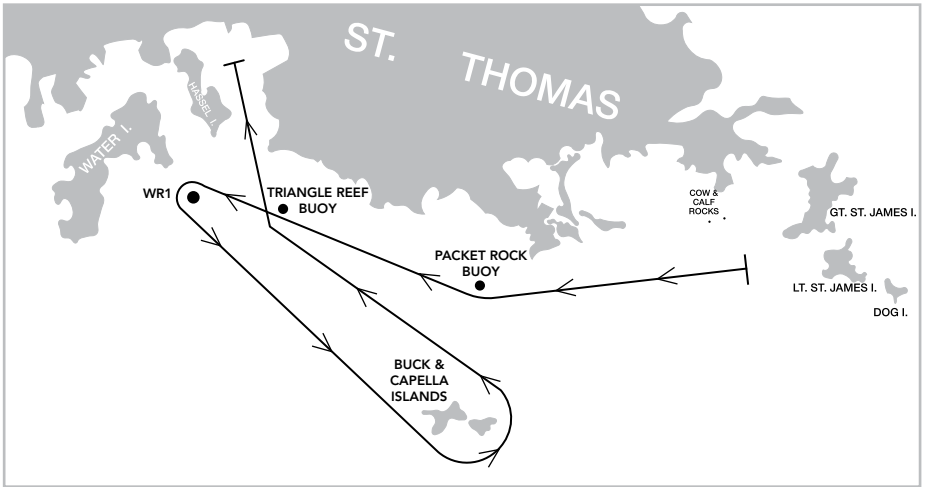 ST. THOMAS
HASSEL I.
WATER I.
WR1
TRIANGLE REEF
BUOY
COW &
CALF
ROCKS
GT. ST. JAMES I.
PACKET ROCK
BUOY
LT. ST. JAMES I.
DOG I.
BUCK &
CAPELLA
ISLANDS